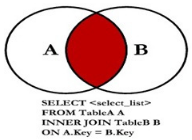 A B
SELECT <select_list>
FROM TableA A
INNER JOIN TableB B
ON A.Key = B.Key